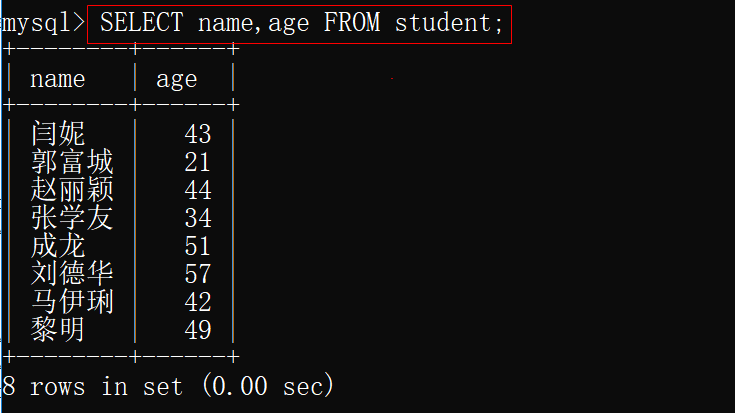 mysql> SELECT name,age FROM student;
+--------+------+
| name   | age  |
+--------+------+
| 闫妮   |   43 |
| 郭富城 |   21 |
| 赵丽颖 |   44 |
| 张学友 |   34 |
| 成龙   |   51 |
| 刘德华 |   57 |
| 马伊琍 |   42 |
| 黎明   |   49 |
+--------+------+
8 rows in set (0.00 sec)